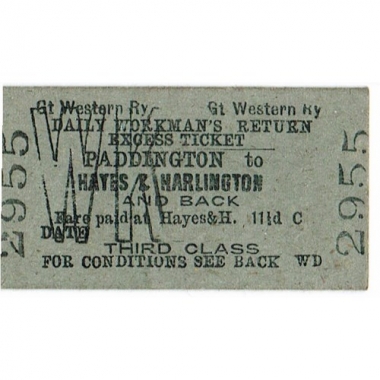 Gt Western Ry Gt Western Ry
DAILY WORKMAN'S RETURN
EXCESS TICKET
PADDINGTON to
HAYES & HARLINGTON
AND BACK
Fare paid at Hayes&H. 11½d C
DATE
THIRD CLASS
FOR CONDITIONS SEE BACK WD
WK
2955
2955